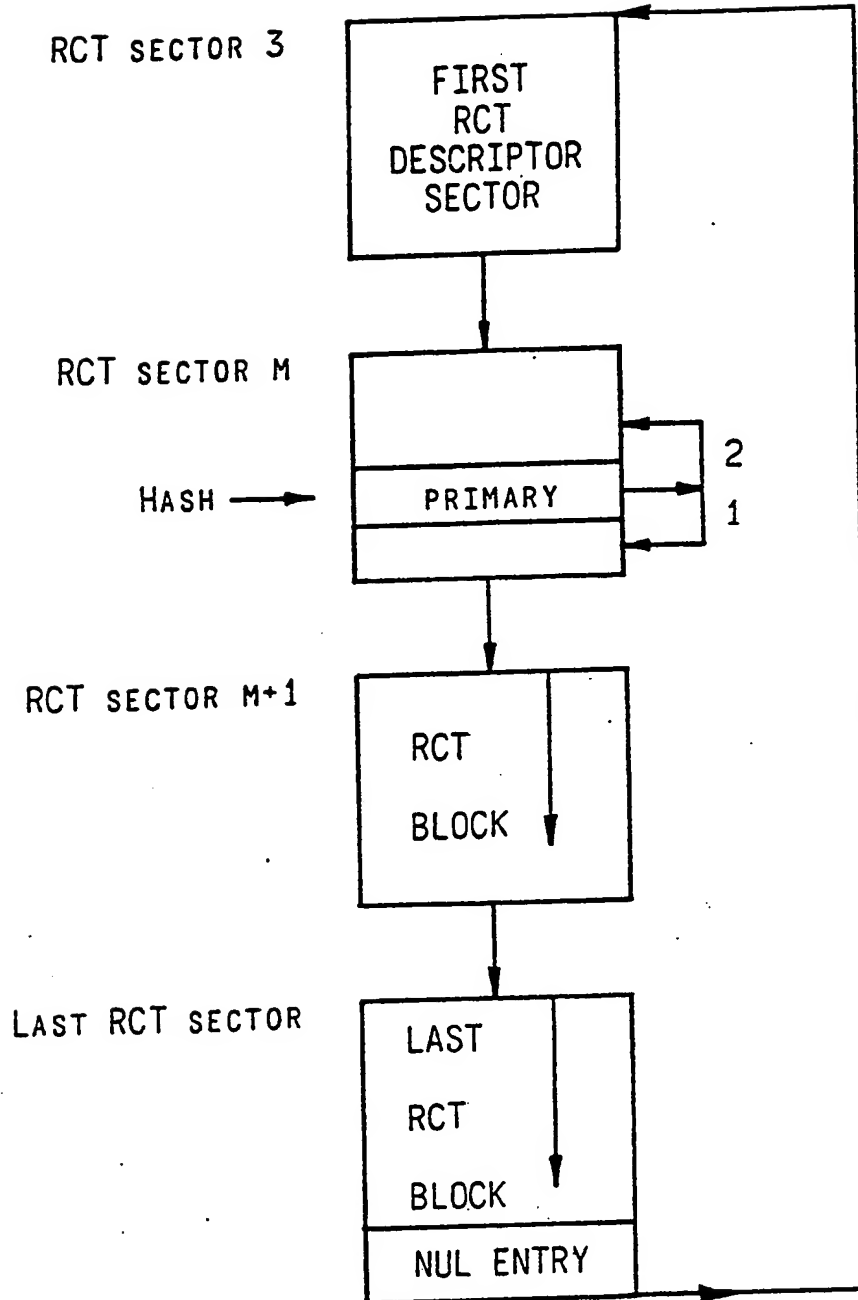 RCT SECTOR 3
FIRST
RCT
DESCRIPTOR
SECTOR
RCT SECTOR M
2
HASH
PRIMARY
1
RCT SECTOR M+1
RCT
BLOCK
LAST RCT SECTOR
LAST
RCT
BLOCK
NUL ENTRY